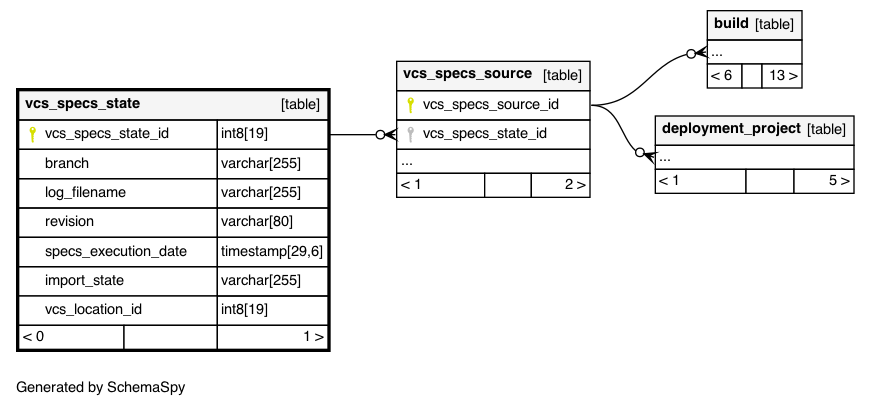 build [table]
...
< 6 13 >
vcs_specs_source [table]
vcs_specs_source_id
vcs_specs_state_id
...
< 1 2 >
vcs_specs_state [table]
vcs_specs_state_id int8[19]
branch varchar[255]
log_filename varchar[255]
revision varchar[80]
specs_execution_date timestamp[29,6]
import_state varchar[255]
vcs_location_id int8[19]
< 0 1 >
deployment_project [table]
...
< 1 5 >
Generated by SchemaSpy